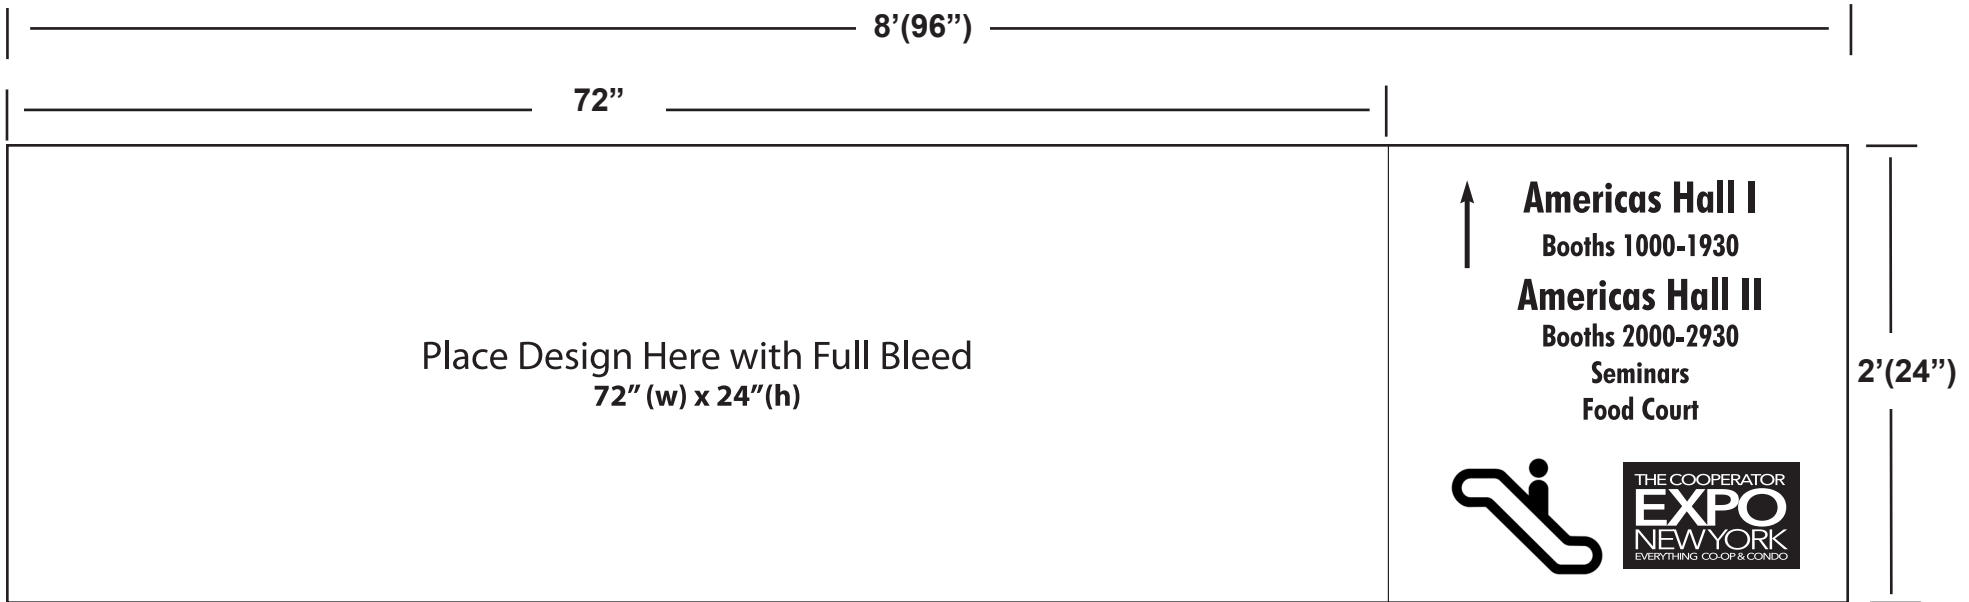 8’(96”)
72”
Americas Hall I
Booths 1000-1930
Americas Hall II
Booths 2000-2930
Seminars
Food Court
Place Design Here with Full Bleed
72” (w) x 24”(h)
2’(24”)
THE COOPERATOR
EXPO
NEW YORK
EVERYTHING CO-OP & CONDO